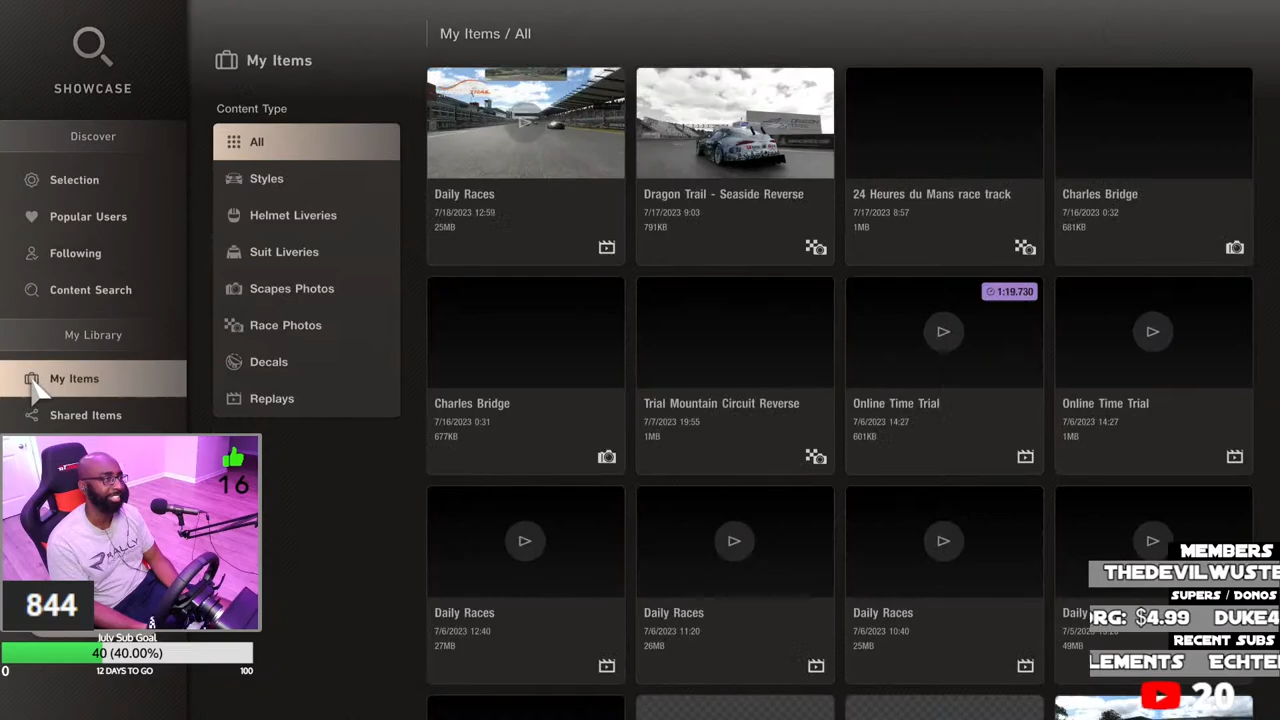 SHOWCASE
Discover
Selection
Popular Users
Following
Content Search
My Library
My Items
Shared Items
My Items
Content Type
All
Styles
Helmet Liveries
Suit Liveries
Scapes Photos
Race Photos
Decals
Replays
My Items / All
Daily Races
7/18/2023 12:59
25MB
Dragon Trail - Seaside Reverse
7/17/2023 9:03
791KB
24 Heures du Mans race track
7/17/2023 8:57
1MB
Charles Bridge
7/16/2023 0:32
681KB
Charles Bridge
7/16/2023 0:31
677KB
Trial Mountain Circuit Reverse
7/7/2023 19:55
1MB
1:19.730
Online Time Trial
7/6/2023 14:27
601KB
Online Time Trial
7/6/2023 14:27
1MB
Daily Races
7/6/2023 12:40
27MB
Daily Races
7/6/2023 11:20
26MB
Daily Races
7/6/2023 10:40
25MB
Daily
49MB
16
RALLY
844
July Sub Goal
40 (40.00%)
0
12 DAYS TO GO
100
MEMBERS
THEDEVILWUSTE
SUPERS / DONOS
ORG: $4.99 DUKE4
RECENT SUBS
LEMENTS ECHTE
20